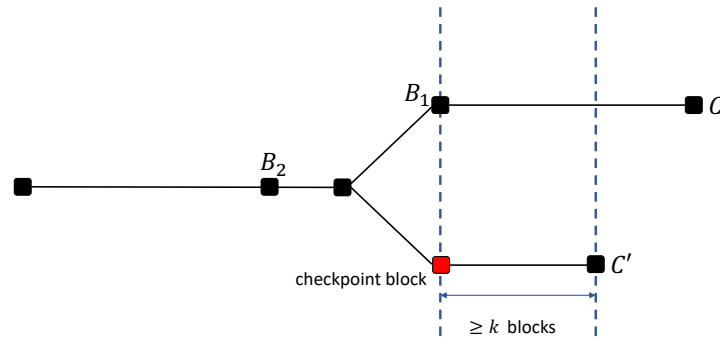 B₁
C
B₂
checkpoint block
C′
≥ k blocks